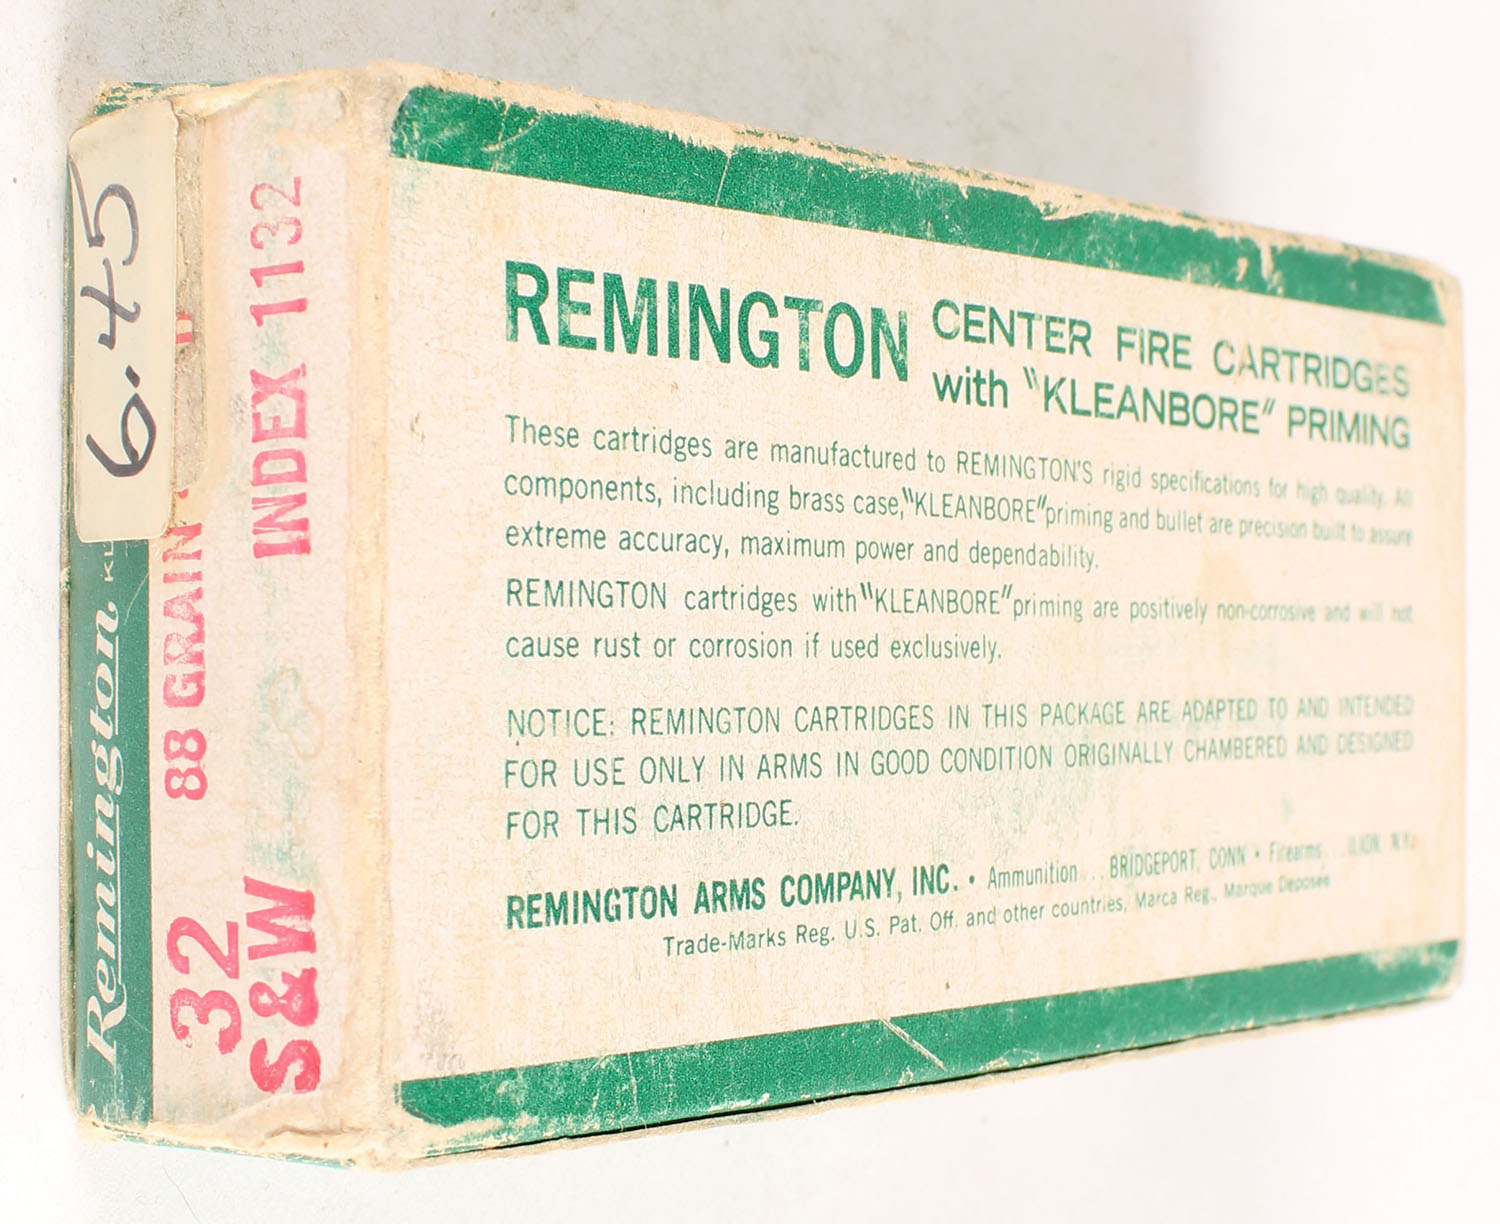 6.45
Remington
88 GRAIN
INDEX 1132
32
S&W
REMINGTON CENTER FIRE CARTRIDGES
with "KLEANBORE" PRIMING
These cartridges are manufactured to REMINGTON'S rigid specifications for high quality. All
components, including brass case, "KLEANBORE" priming and bullet are precision built to assure
extreme accuracy, maximum power and dependability.
REMINGTON cartridges with "KLEANBORE" priming are positively non-corrosive and will not
cause rust or corrosion if used exclusively.
NOTICE: REMINGTON CARTRIDGES IN THIS PACKAGE ARE ADAPTED TO AND INTENDED
FOR USE ONLY IN ARMS IN GOOD CONDITION ORIGINALLY CHAMBERED AND DESIGNED
FOR THIS CARTRIDGE.
REMINGTON ARMS COMPANY, INC. • Ammunition . . BRIDGEPORT, CONN • Firearms . . ILION, N.Y.
Trade-Marks Reg. U.S. Pat. Off. and other countries, Marca Reg., Marque Deposee